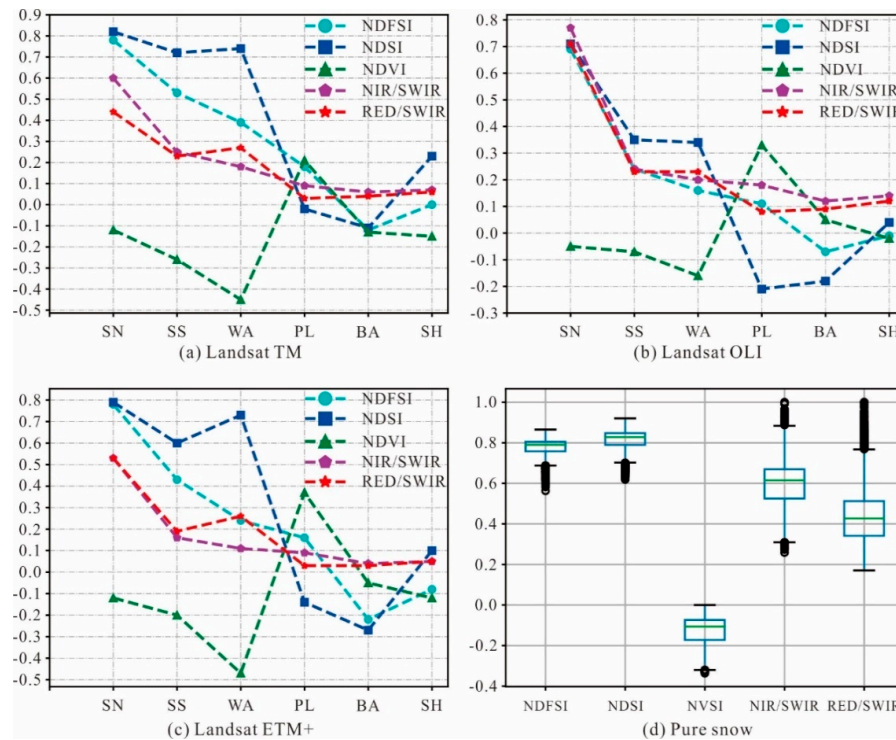 0.9
0.8
0.7
0.6
0.5
0.4
0.3
0.2
0.1
0.0
-0.1
-0.2
-0.3
-0.4
-0.5
NDFSI
NDSI
NDVI
NIR/SWIR
RED/SWIR
SN SS WA PL BA SH
(a) Landsat TM
0.8
0.7
0.6
0.5
0.4
0.3
0.2
0.1
0.0
-0.1
-0.2
-0.3
NDFSI
NDSI
NDVI
NIR/SWIR
RED/SWIR
SN SS WA PL BA SH
(b) Landsat OLI
0.8
0.7
0.6
0.5
0.4
0.3
0.2
0.1
0.0
-0.1
-0.2
-0.3
-0.4
-0.5
NDFSI
NDSI
NDVI
NIR/SWIR
RED/SWIR
SN SS WA PL BA SH
(c) Landsat ETM+
1.0
0.8
0.6
0.4
0.2
0.0
-0.2
-0.4
NDFSI NDSI NVSI NIR/SWIR RED/SWIR
(d) Pure snow